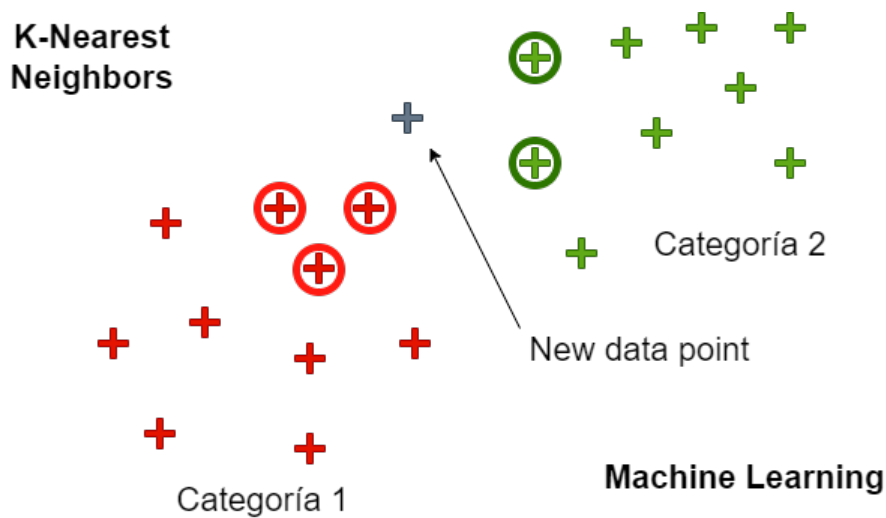 K-Nearest
Neighbors
Categoría 2
New data point
Machine Learning
Categoría 1